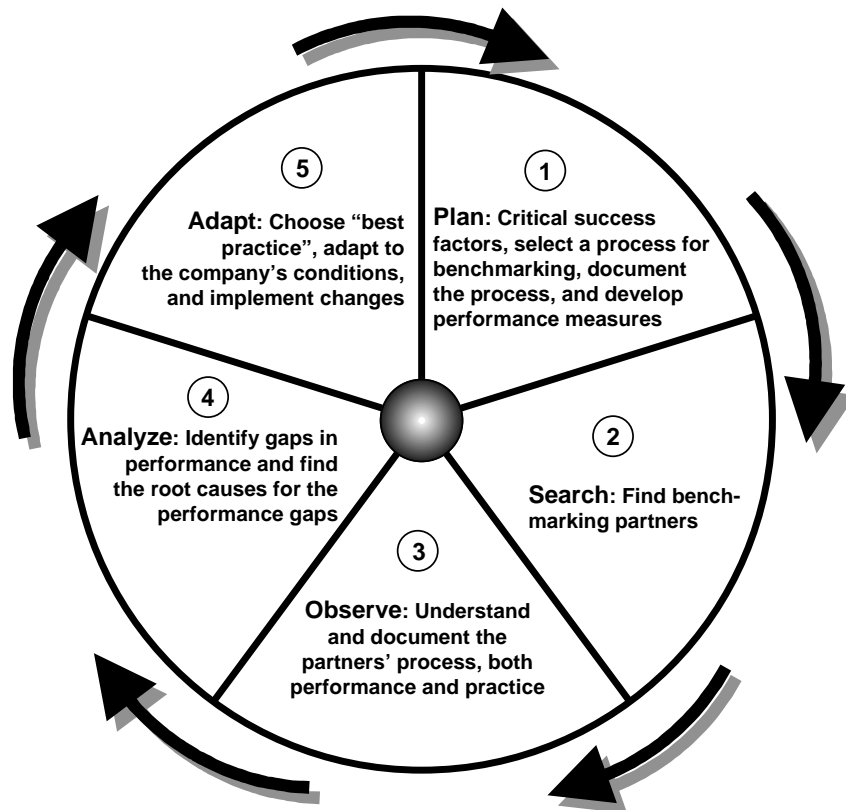 1
Plan: Critical success
factors, select a process for
benchmarking, document
the process, and develop
performance measures
2
Search: Find bench-
marking partners
3
Observe: Understand
and document the
partners’ process, both
performance and practice
4
Analyze: Identify gaps in
performance and find
the root causes for the
performance gaps
5
Adapt: Choose “best
practice”, adapt to
the company’s conditions,
and implement changes